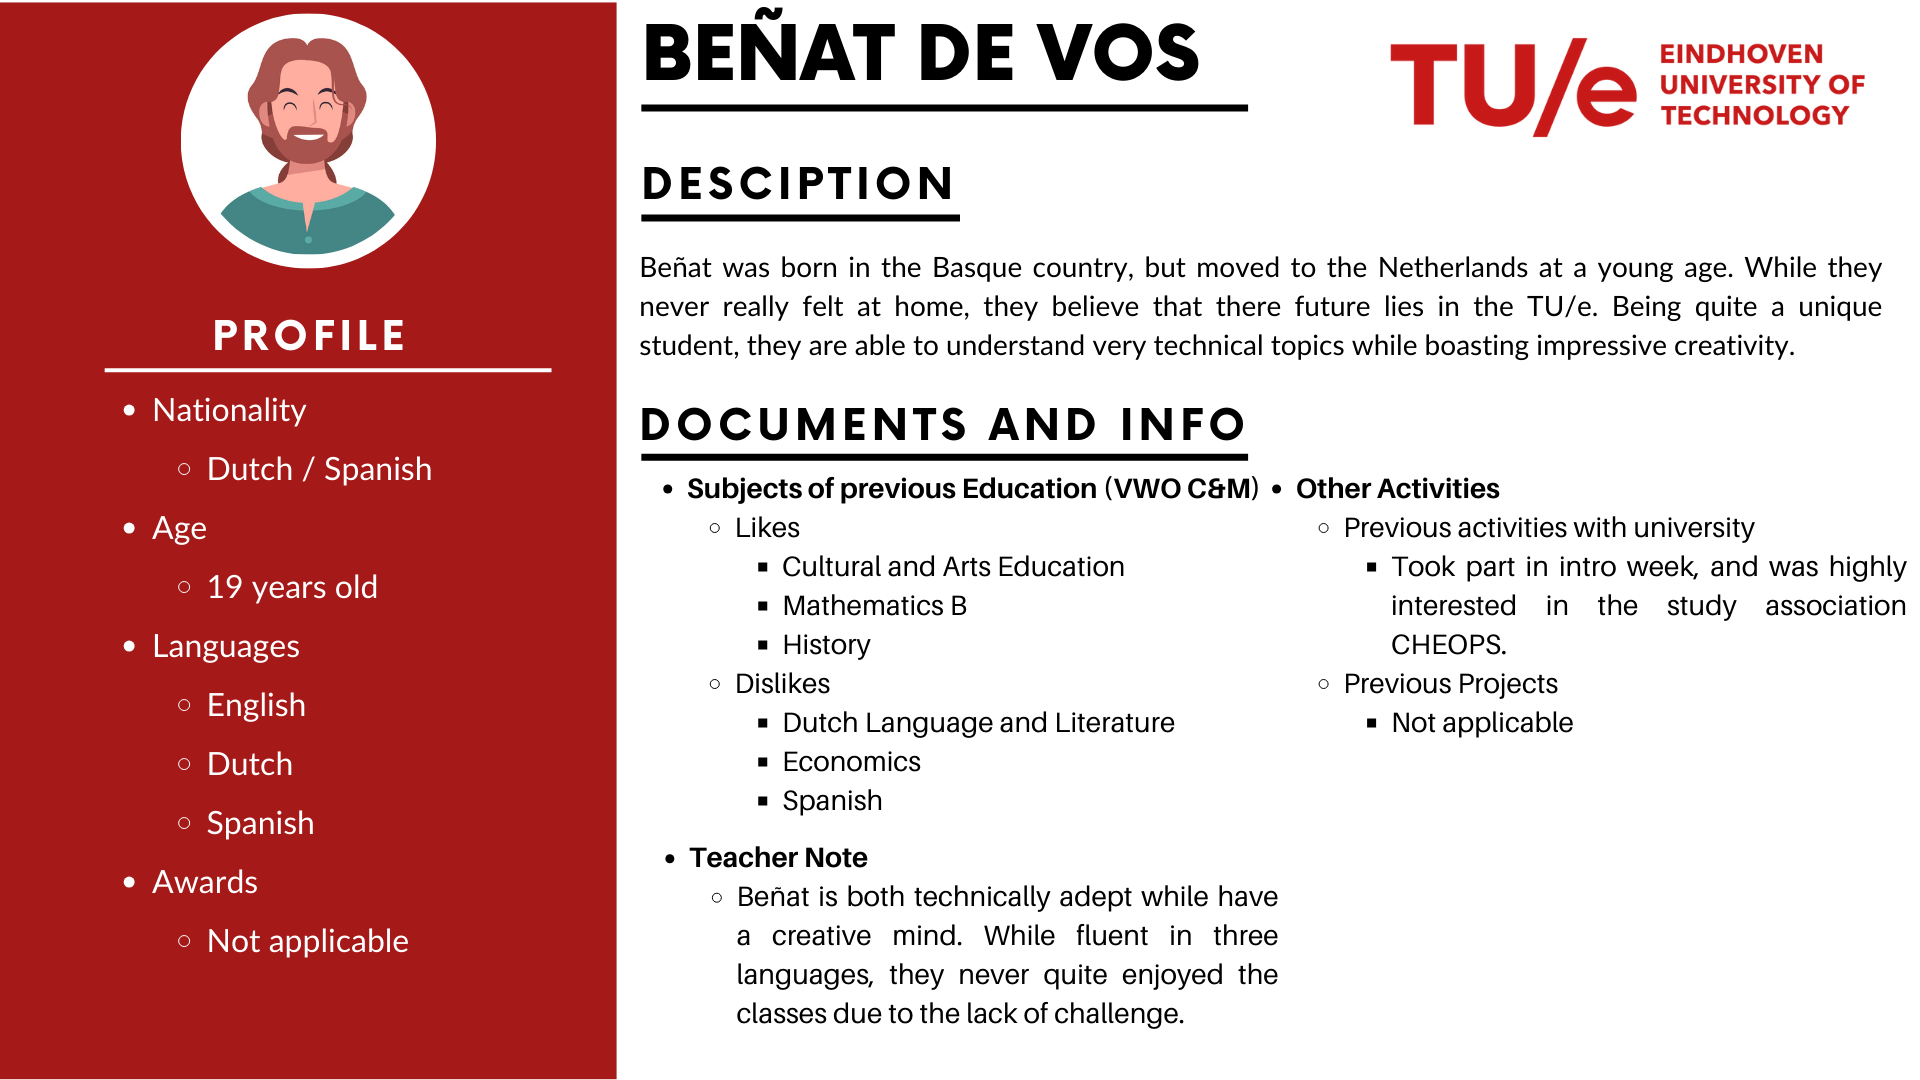 PROFILE
Nationality
Dutch / Spanish
Age
19 years old
Languages
English
Dutch
Spanish
Awards
Not applicable
BEÑAT DE VOS
TU/e
EINDHOVEN
UNIVERSITY OF
TECHNOLOGY
DESCIPTION
Beñat was born in the Basque country, but moved to the Netherlands at a young age. While they
never really felt at home, they believe that there future lies in the TU/e. Being quite a unique
student, they are able to understand very technical topics while boasting impressive creativity.
DOCUMENTS AND INFO
Subjects of previous Education (VWO C&M)
Likes
Cultural and Arts Education
Mathematics B
History
Dislikes
Dutch Language and Literature
Economics
Spanish
Teacher Note
Beñat is both technically adept while have
a creative mind. While fluent in three
languages, they never quite enjoyed the
classes due to the lack of challenge.
Other Activities
Previous activities with university
Took part in intro week, and was highly
interested in the study association
CHEOPS.
Previous Projects
Not applicable